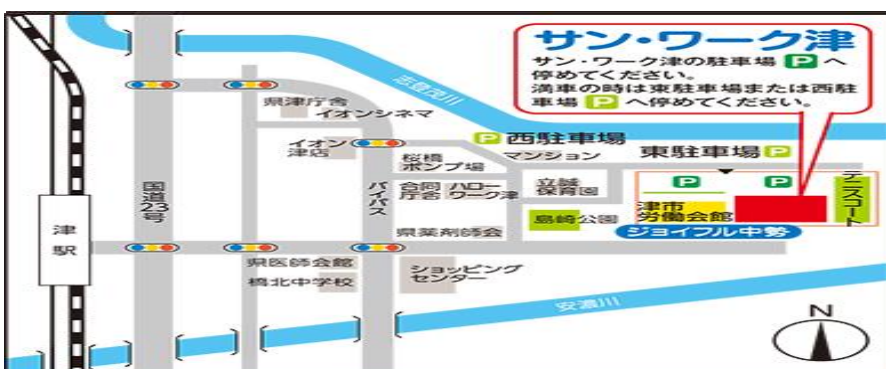 サン・ワーク津
サン・ワーク津の駐車場 P へ
停めてください。
満車の時は東駐車場または西駐
車場 P へ停めてください。
志登茂川
県津庁舎
イオンシネマ
イオン
津店
P 西駐車場
マンション
東駐車場 P
桜橋
ポンプ場
合同
庁舎
ハロー
ワーク津
立誠
保育園
P
P
テニスコート
国道23号
バイパス
島崎公園
津市
労働会館
ジョイフル中勢
県薬剤師会
津駅
県医師会館
橋北中学校
ショッピング
センター
安濃川
N